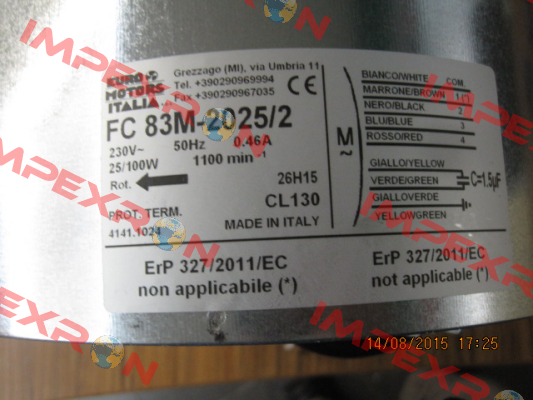 EURO
MOTORS
ITALIA
Grezzago (MI), via Umbria 11
Tel. +390290969994
Fax +390290967035
CE
FC 83M-2025/2
230V~ 50Hz 0.46A
25/100W 1100 min-1
Rot.
26H15
CL130
PROT. TERM.
4141.1024
MADE IN ITALY
M~
BIANCO/WHITE COM.
MARRONE/BROWN 1
NERO/BLACK 2
BLU/BLUE 3
ROSSO/RED 4
GIALLO/YELLOW
VERDE/GREEN C=1.5µF
GIALLOVERDE
YELLOWGREEN
ErP 327/2011/EC
non applicabile (*)
ErP 327/2011/EC
not applicable (*)
IMPEXRON
14/08/2015 17:25